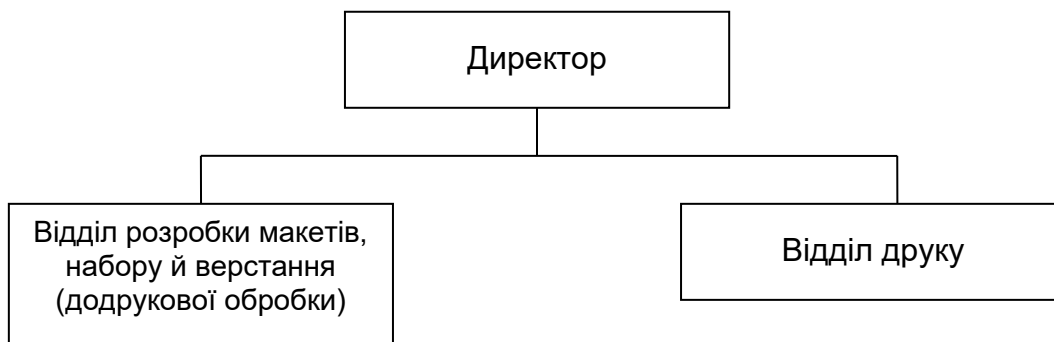 Директор
Відділ розробки макетів,
набору й верстання
(додрукової обробки)
Відділ друку